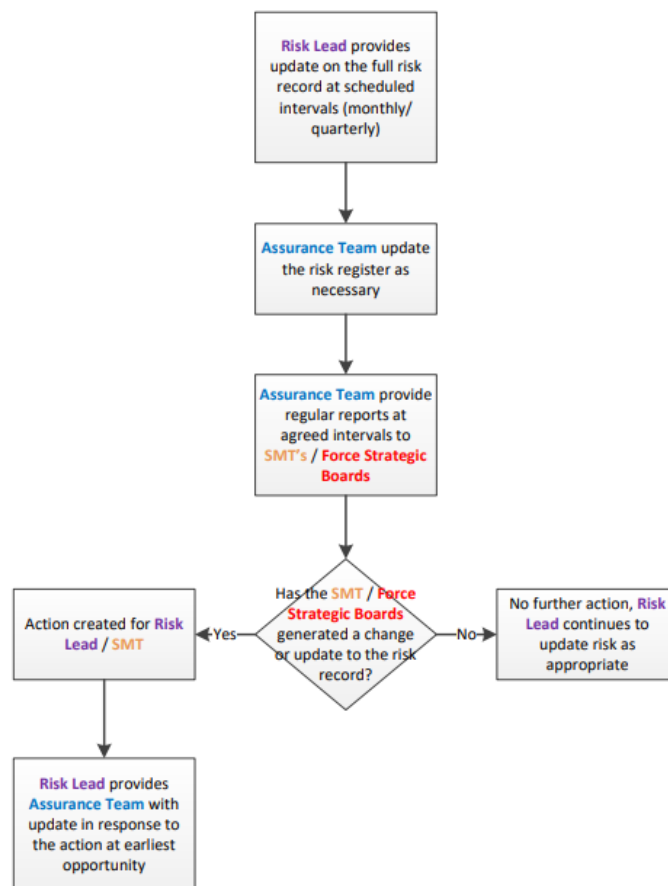 Risk Lead provides
update on the full risk
record at scheduled
intervals (monthly/
quarterly)
Assurance Team update
the risk register as
necessary
Assurance Team provide
regular reports at
agreed intervals to
SMT's / Force Strategic
Boards
Has the SMT / Force
Strategic Boards
generated a change
or update to the risk
record?
Yes
No
Action created for Risk
Lead / SMT
No further action, Risk
Lead continues to
update risk as
appropriate
Risk Lead provides
Assurance Team with
update in response to
the action at earliest
opportunity